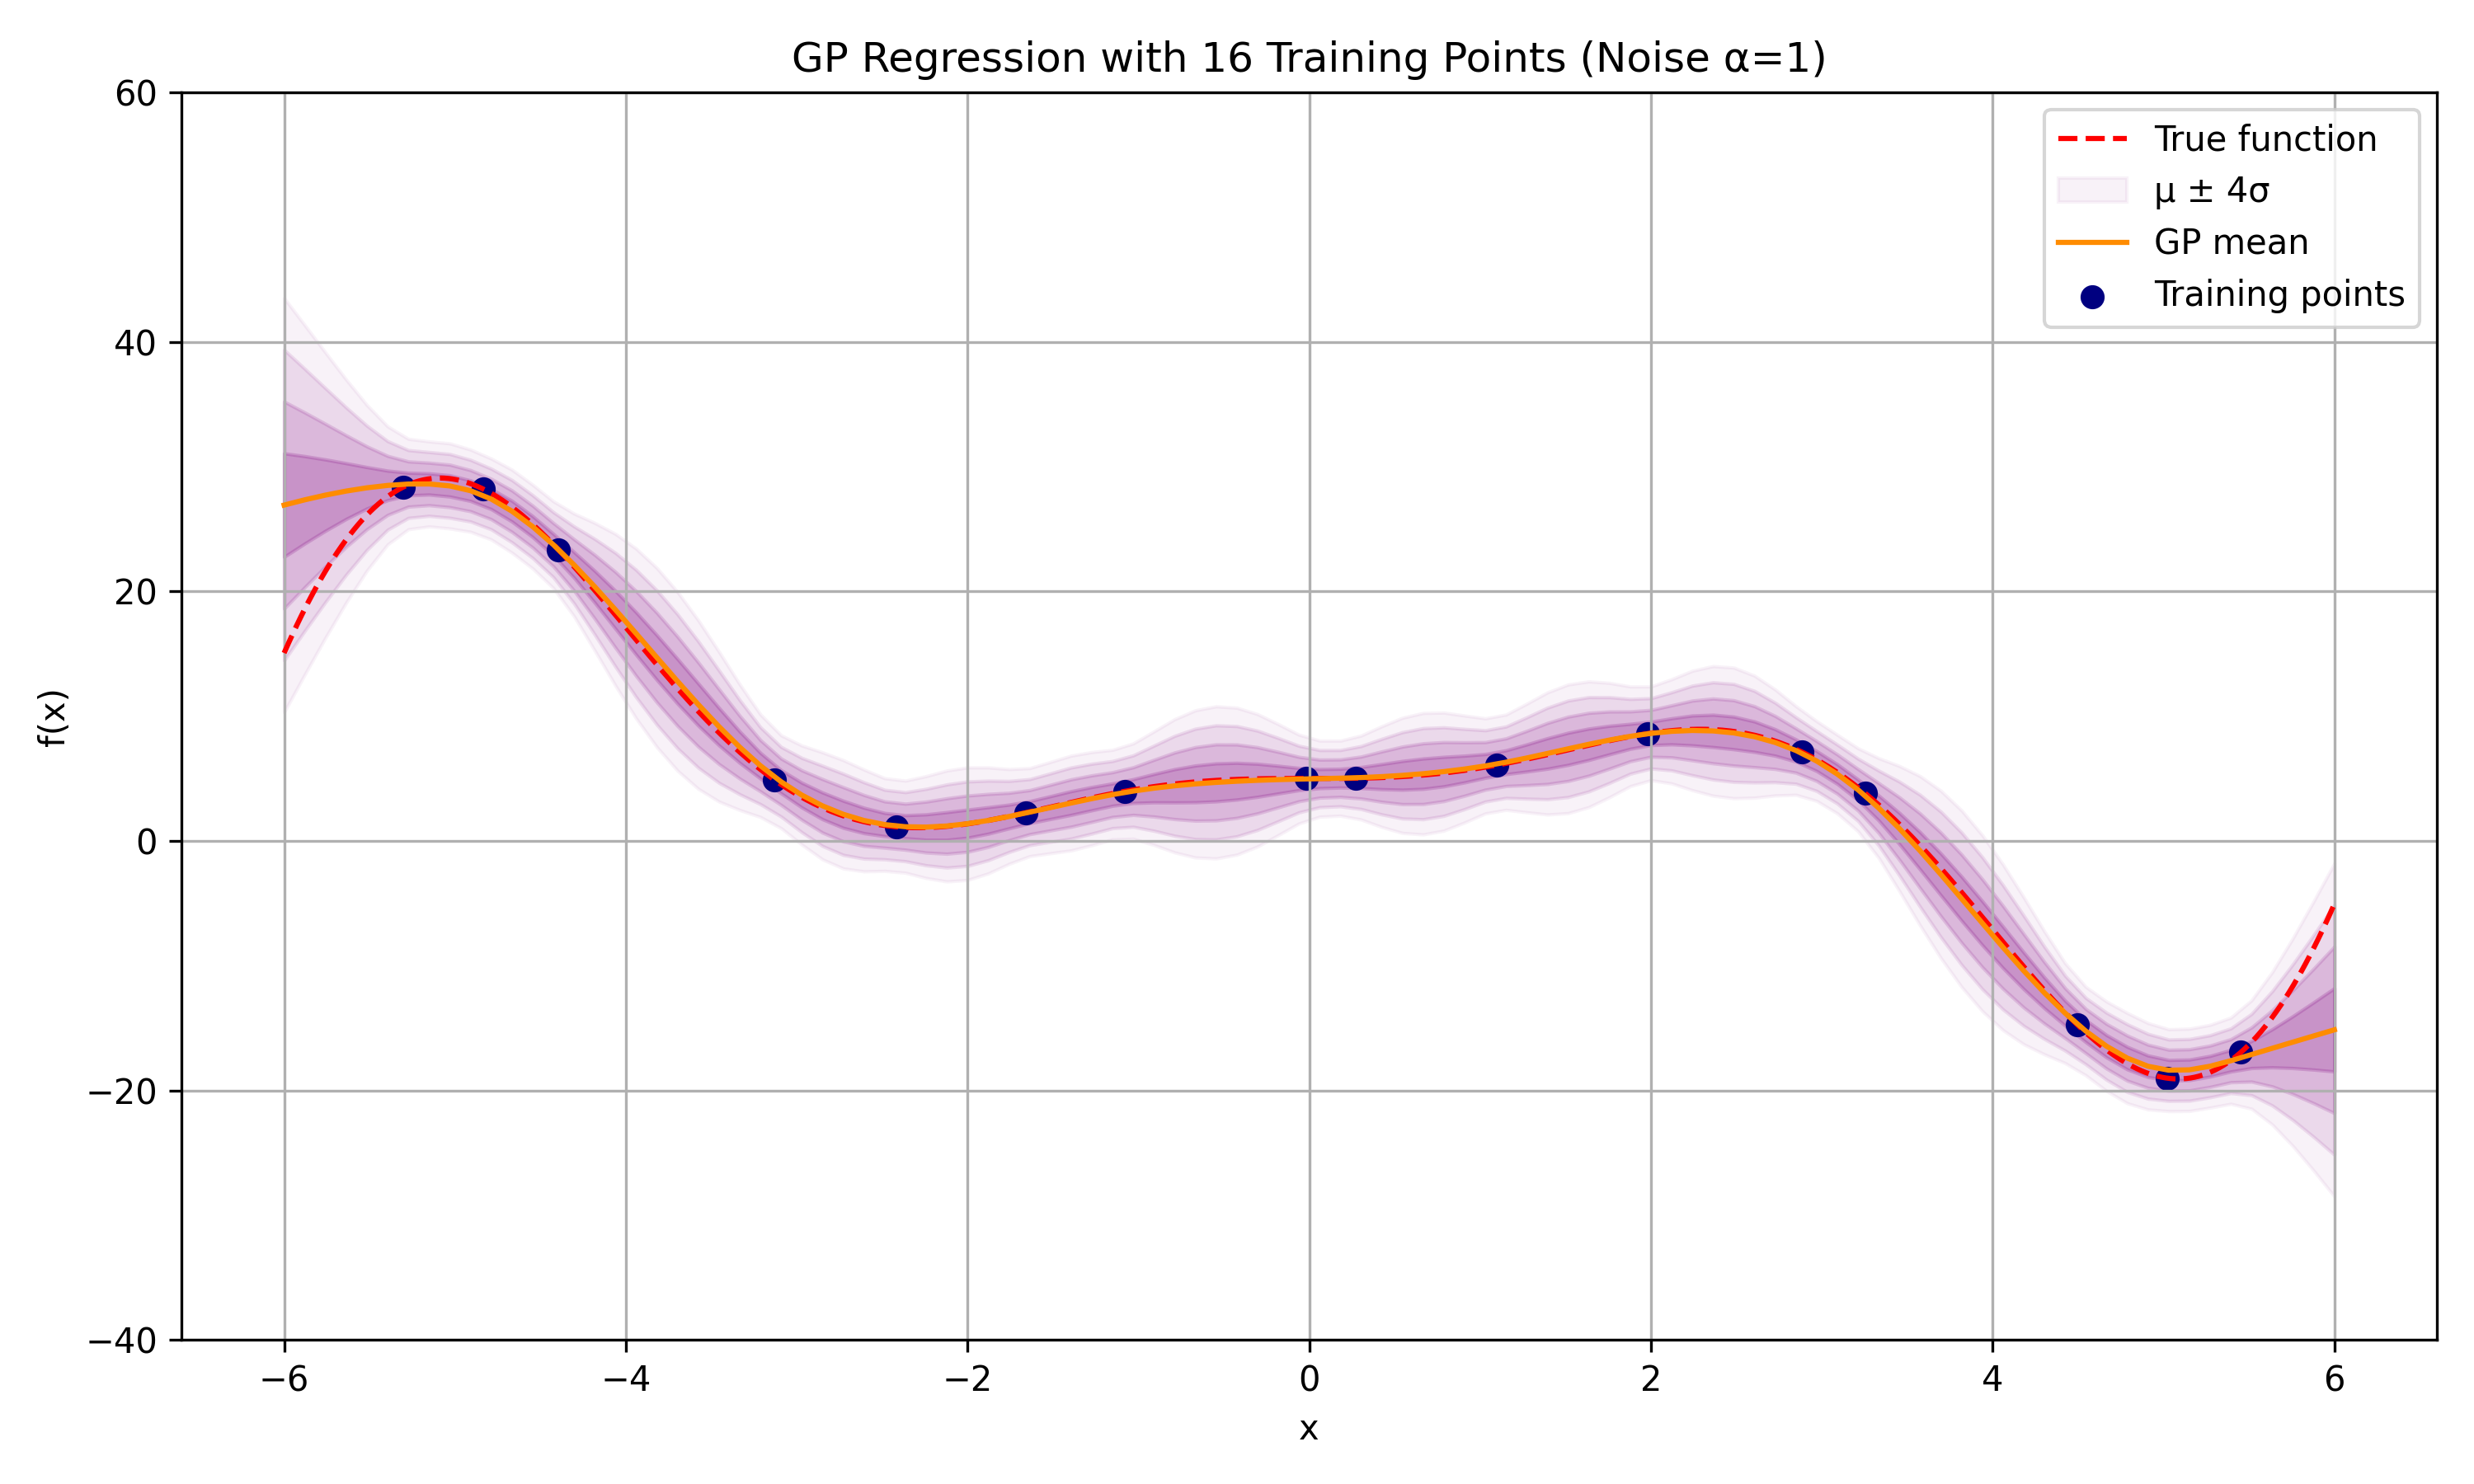 GP Regression with 16 Training Points (Noise α=1)
60
40
20
0
−20
−40
f(x)
True function
μ ± 4σ
GP mean
Training points
−6
−4
−2
0
2
4
6
x